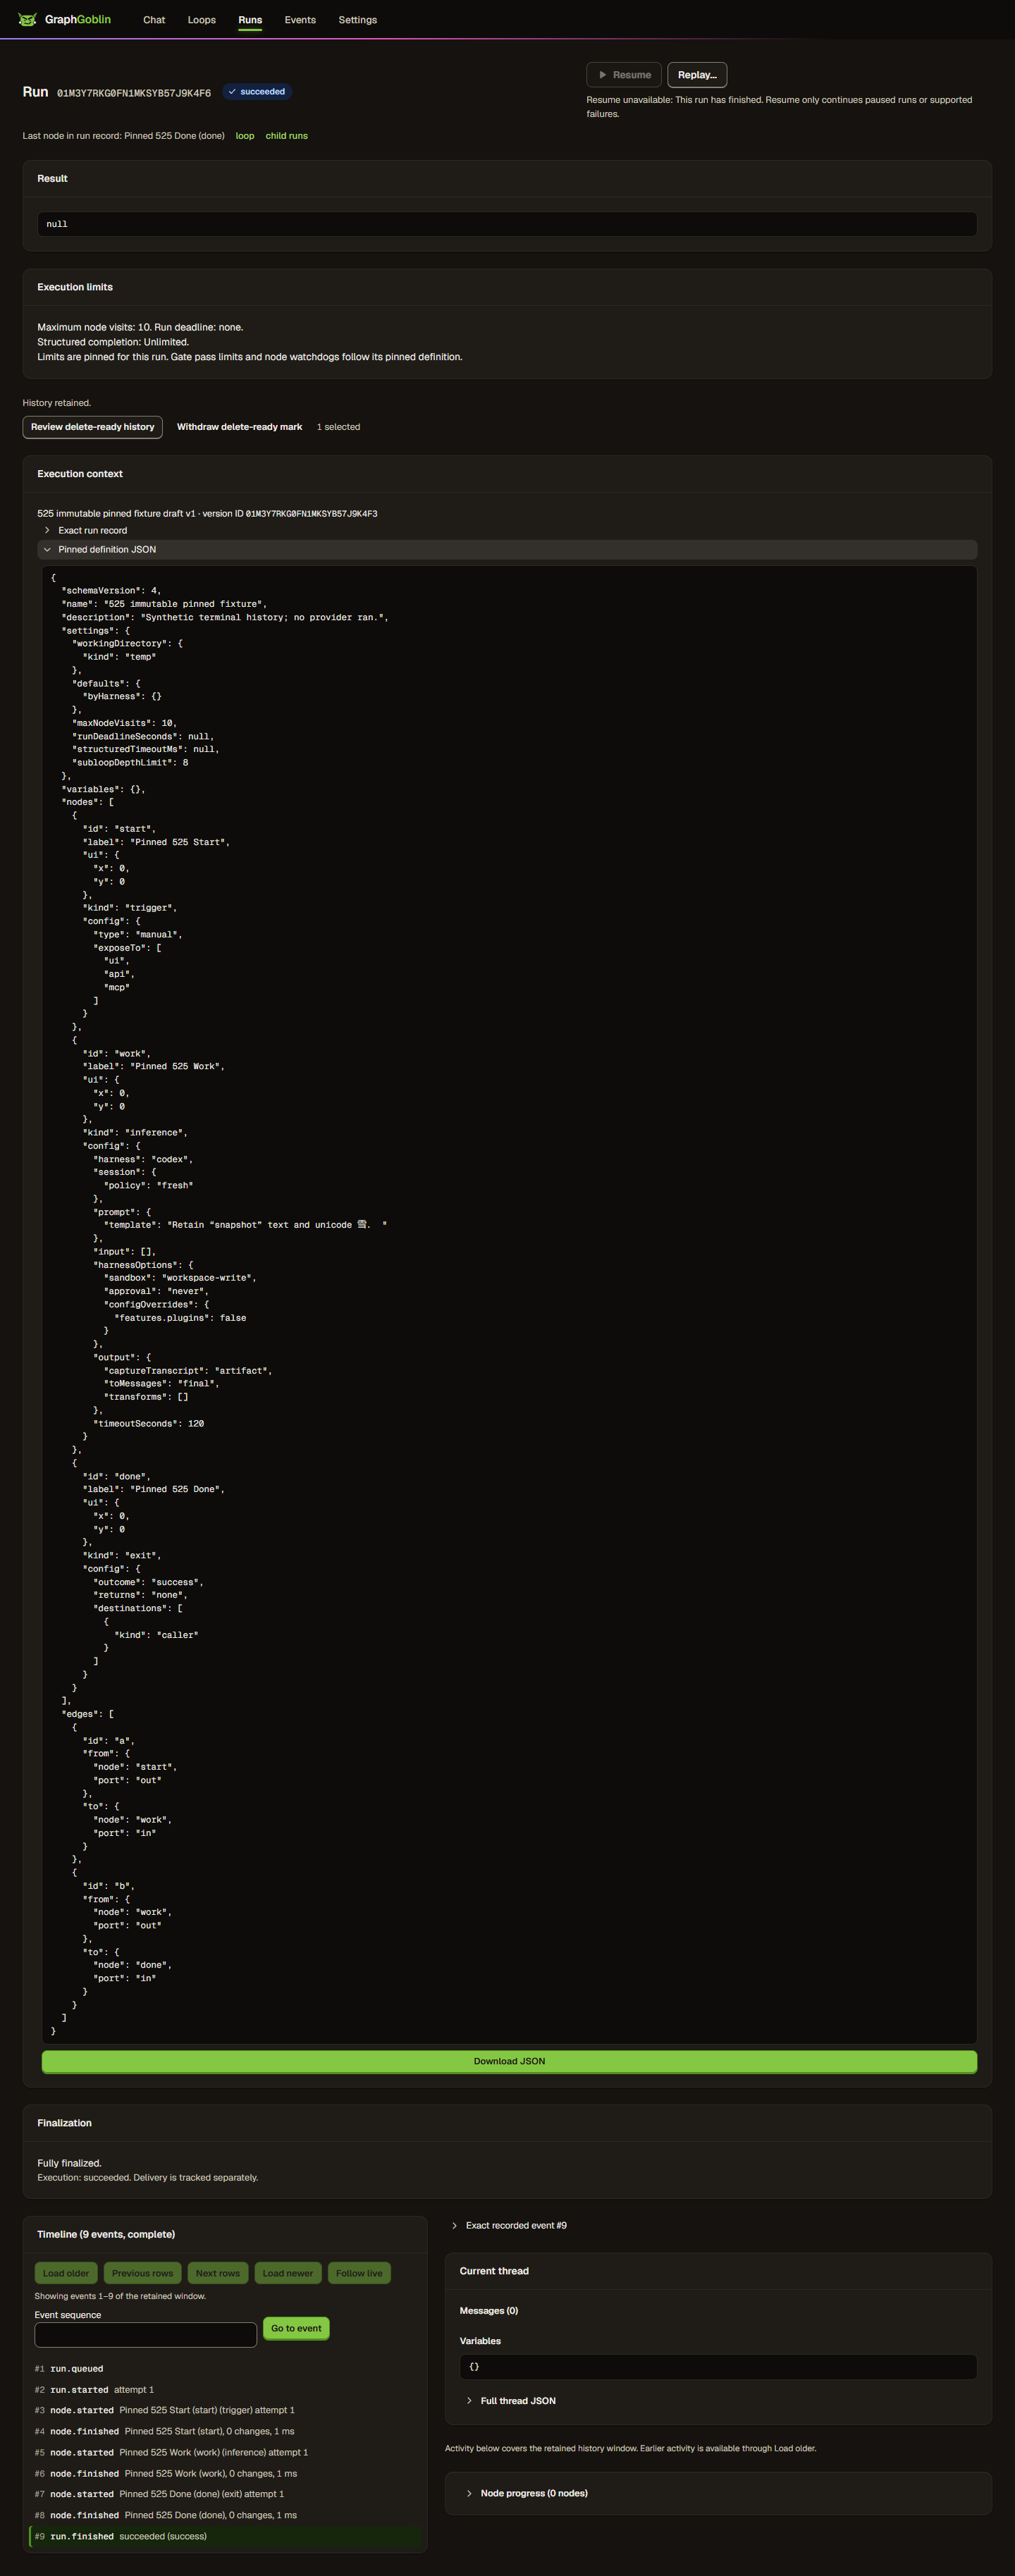 GraphGoblin Chat Loops Runs Events Settings
Run 01M3Y7RKG0FN1MKSYB57J9K4F6 succeeded
Resume Replay...
Resume unavailable: This run has finished. Resume only continues paused runs or supported
failures.
Last node in run record: Pinned 525 Done (done) loop child runs
Result
null
Execution limits
Maximum node visits: 10. Run deadline: none.
Structured completion: Unlimited.
Limits are pinned for this run. Gate pass limits and node watchdogs follow its pinned definition.
History retained.
Review delete-ready history Withdraw delete-ready mark 1 selected
Execution context
525 immutable pinned fixture draft v1 · version ID 01M3Y7RKG0FN1MKSYB57J9K4F3
Exact run record
Pinned definition JSON
{
"schemaVersion": 4,
"name": "525 immutable pinned fixture",
"description": "Synthetic terminal history; no provider ran.",
"settings": {
"workingDirectory": {
"kind": "temp"
},
"defaults": {
"byHarness": {}
},
"maxNodeVisits": 10,
"runDeadlineSeconds": null,
"structuredTimeoutMs": null,
"subloopDepthLimit": 8
},
"variables": {},
"nodes": [
{
"id": "start",
"label": "Pinned 525 Start",
"ui": {
"x": 0,
"y": 0
},
"kind": "trigger",
"config": {
"type": "manual",
"exposeTo": [
"ui",
"api",
"mcp"
]
}
},
{
"id": "work",
"label": "Pinned 525 Work",
"ui": {
"x": 0,
"y": 0
},
"kind": "inference",
"config": {
"harness": "codex",
"session": {
"policy": "fresh"
},
"prompt": {
"template": "Retain “snapshot” text and unicode 雪.  "
},
"input": [],
"harnessOptions": {
"sandbox": "workspace-write",
"approval": "never",
"configOverrides": {
"features.plugins": false
}
},
"output": {
"captureTranscript": "artifact",
"toMessages": "final",
"transforms": []
},
"timeoutSeconds": 120
}
},
{
"id": "done",
"label": "Pinned 525 Done",
"ui": {
"x": 0,
"y": 0
},
"kind": "exit",
"config": {
"outcome": "success",
"returns": "none",
"destinations": [
{
"kind": "caller"
}
]
}
}
],
"edges": [
{
"id": "a",
"from": {
"node": "start",
"port": "out"
},
"to": {
"node": "work",
"port": "in"
}
},
{
"id": "b",
"from": {
"node": "work",
"port": "out"
},
"to": {
"node": "done",
"port": "in"
}
}
]
}
Download JSON
Finalization
Fully finalized.
Execution: succeeded. Delivery is tracked separately.
Timeline (9 events, complete)
Load older Previous rows Next rows Load newer Follow live
Showing events 1–9 of the retained window.
Event sequence
Go to event
#1 run.queued
#2 run.started attempt 1
#3 node.started Pinned 525 Start (start) (trigger) attempt 1
#4 node.finished Pinned 525 Start (start), 0 changes, 1 ms
#5 node.started Pinned 525 Work (work) (inference) attempt 1
#6 node.finished Pinned 525 Work (work), 0 changes, 1 ms
#7 node.started Pinned 525 Done (done) (exit) attempt 1
#8 node.finished Pinned 525 Done (done), 0 changes, 1 ms
#9 run.finished succeeded (success)
Exact recorded event #9
Current thread
Messages (0)
Variables
{}
Full thread JSON
Activity below covers the retained history window. Earlier activity is available through Load older.
Node progress (0 nodes)